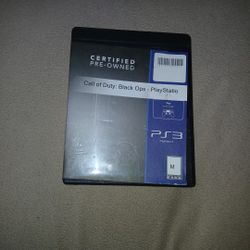 CERTIFIED
PRE-OWNED
Call of Duty: Black Ops - PlayStatio
PS3
M